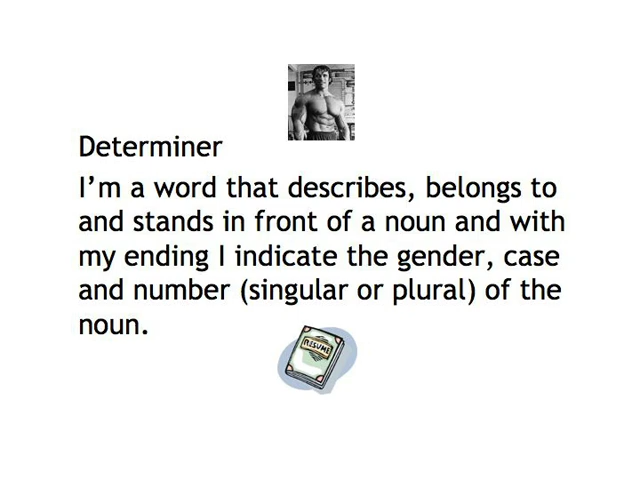 Determiner
I'm a word that describes, belongs to
and stands in front of a noun and with
my ending I indicate the gender, case
and number (singular or plural) of the
noun.
RESUME